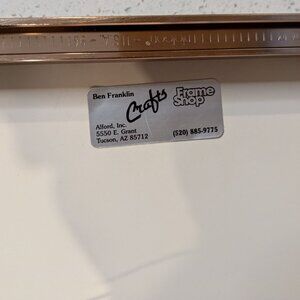 Ben Franklin
Crafts
Frame
Shop
Alford, Inc.
5550 E. Grant
Tucson, AZ 85712
(520) 885-9775